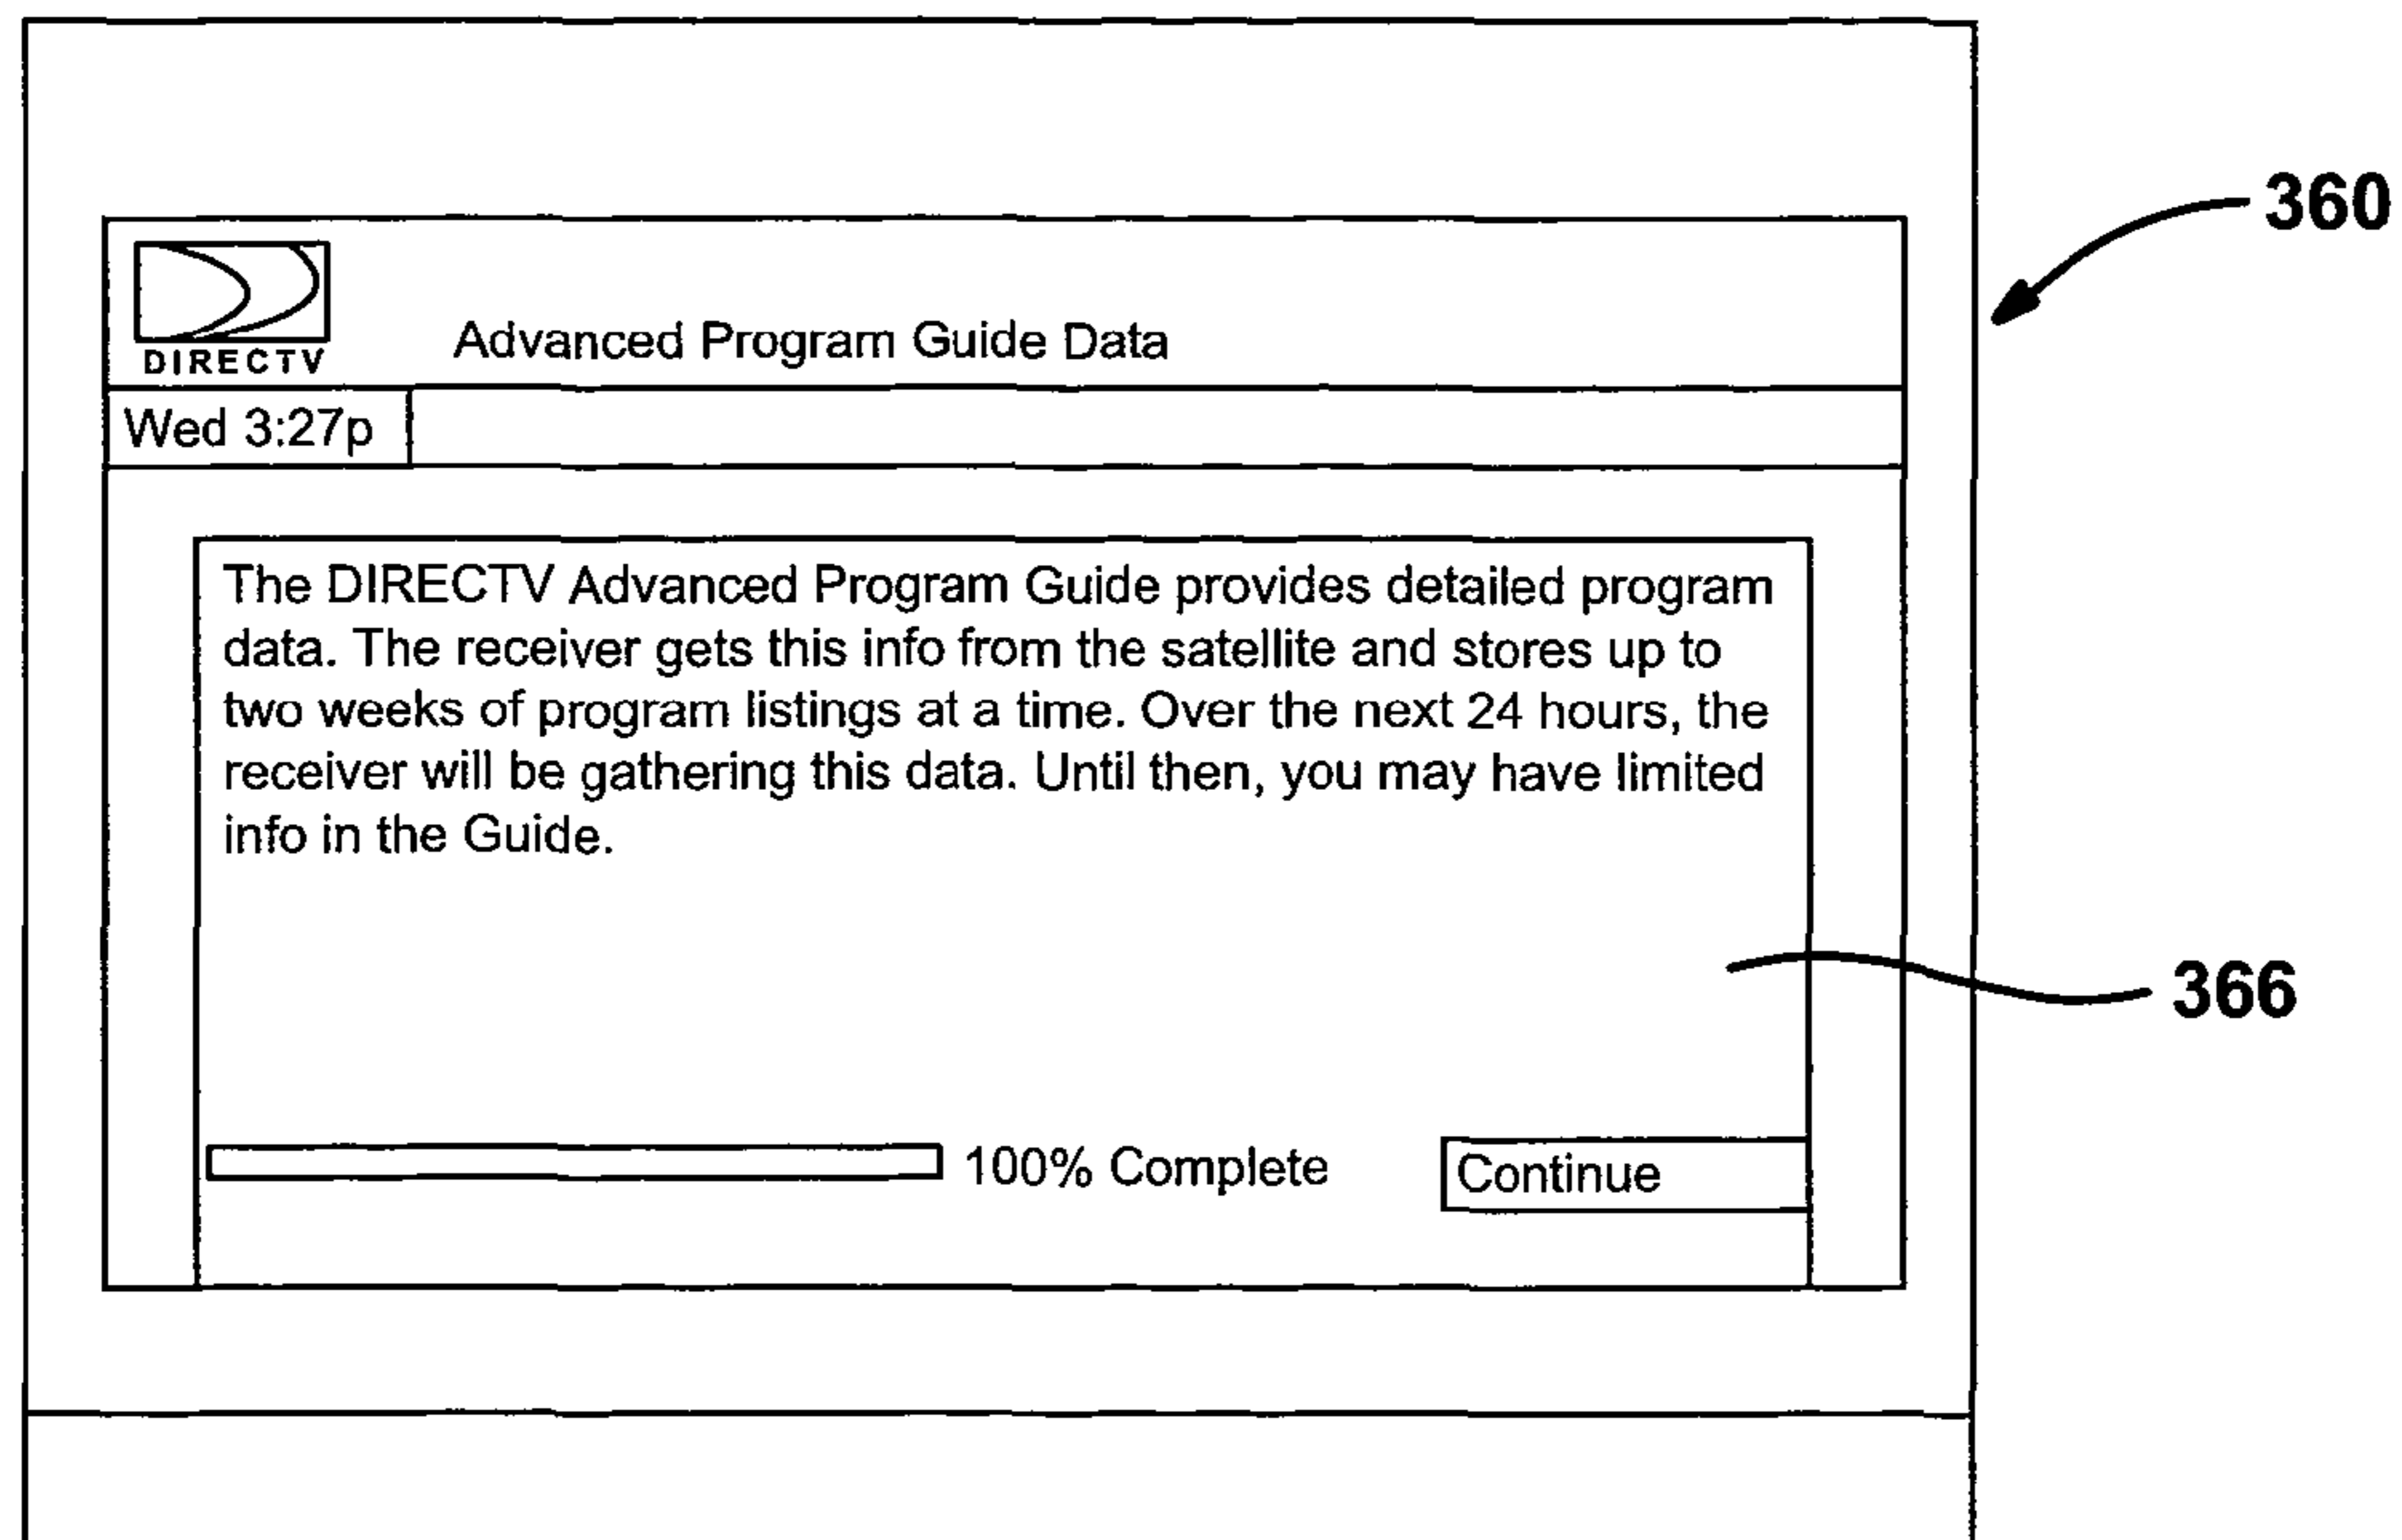 360
DIRECTV
Advanced Program Guide Data
Wed 3:27p
The DIRECTV Advanced Program Guide provides detailed program
data. The receiver gets this info from the satellite and stores up to
two weeks of program listings at a time. Over the next 24 hours, the
receiver will be gathering this data. Until then, you may have limited
info in the Guide.
366
100% Complete
Continue